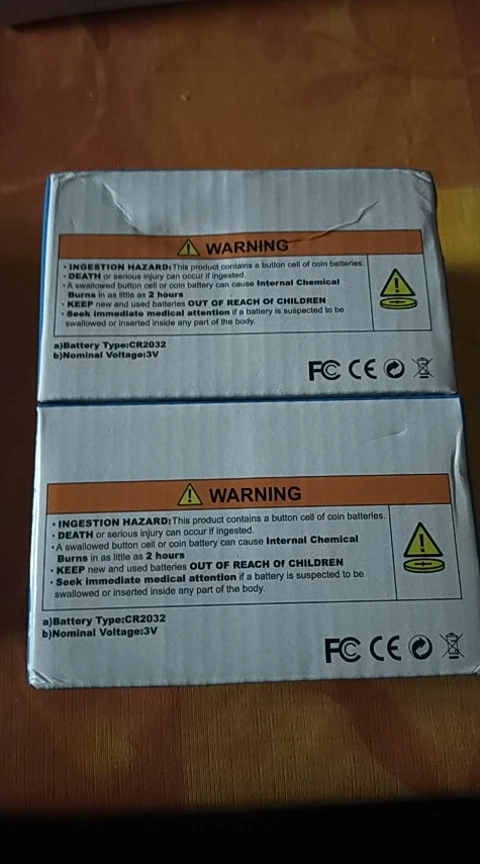 WARNING
• INGESTION HAZARD:This product contains a button cell of coin batteries.
• DEATH or serious injury can occur if ingested.
• A swallowed button cell or coin battery can cause Internal Chemical
Burns in as little as 2 hours
• KEEP new and used batteries OUT OF REACH Of CHILDREN
• Seek immediate medical attention if a battery is suspected to be
swallowed or inserted inside any part of the body.
a)Battery Type:CR2032
b)Nominal Voltage:3V
FC CE
WARNING
• INGESTION HAZARD:This product contains a button cell of coin batteries.
• DEATH or serious injury can occur if ingested.
• A swallowed button cell or coin battery can cause Internal Chemical
Burns in as little as 2 hours
• KEEP new and used batteries OUT OF REACH Of CHILDREN
• Seek immediate medical attention if a battery is suspected to be
swallowed or inserted inside any part of the body.
a)Battery Type:CR2032
b)Nominal Voltage:3V
FC CE